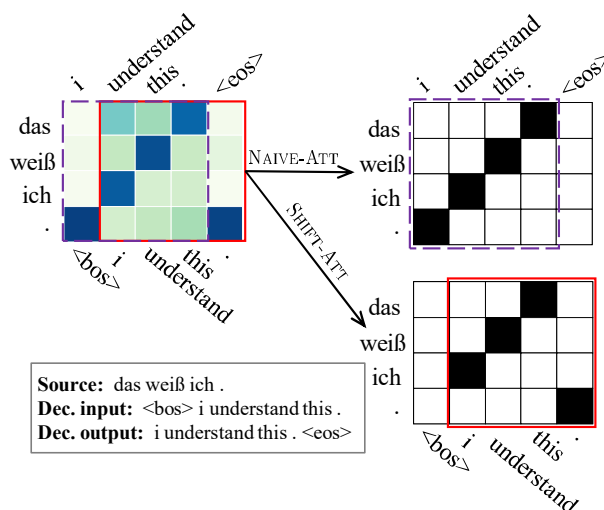 i understand this . <eos>
i understand this . <eos>
das
weiß
ich
.
<bos> i understand this .
NAIVE-ATT
SHIFT-ATT
das
weiß
ich
.
das
weiß
ich
.
<bos> i understand this .
Source: das weiß ich .
Dec. input: <bos> i understand this .
Dec. output: i understand this . <eos>